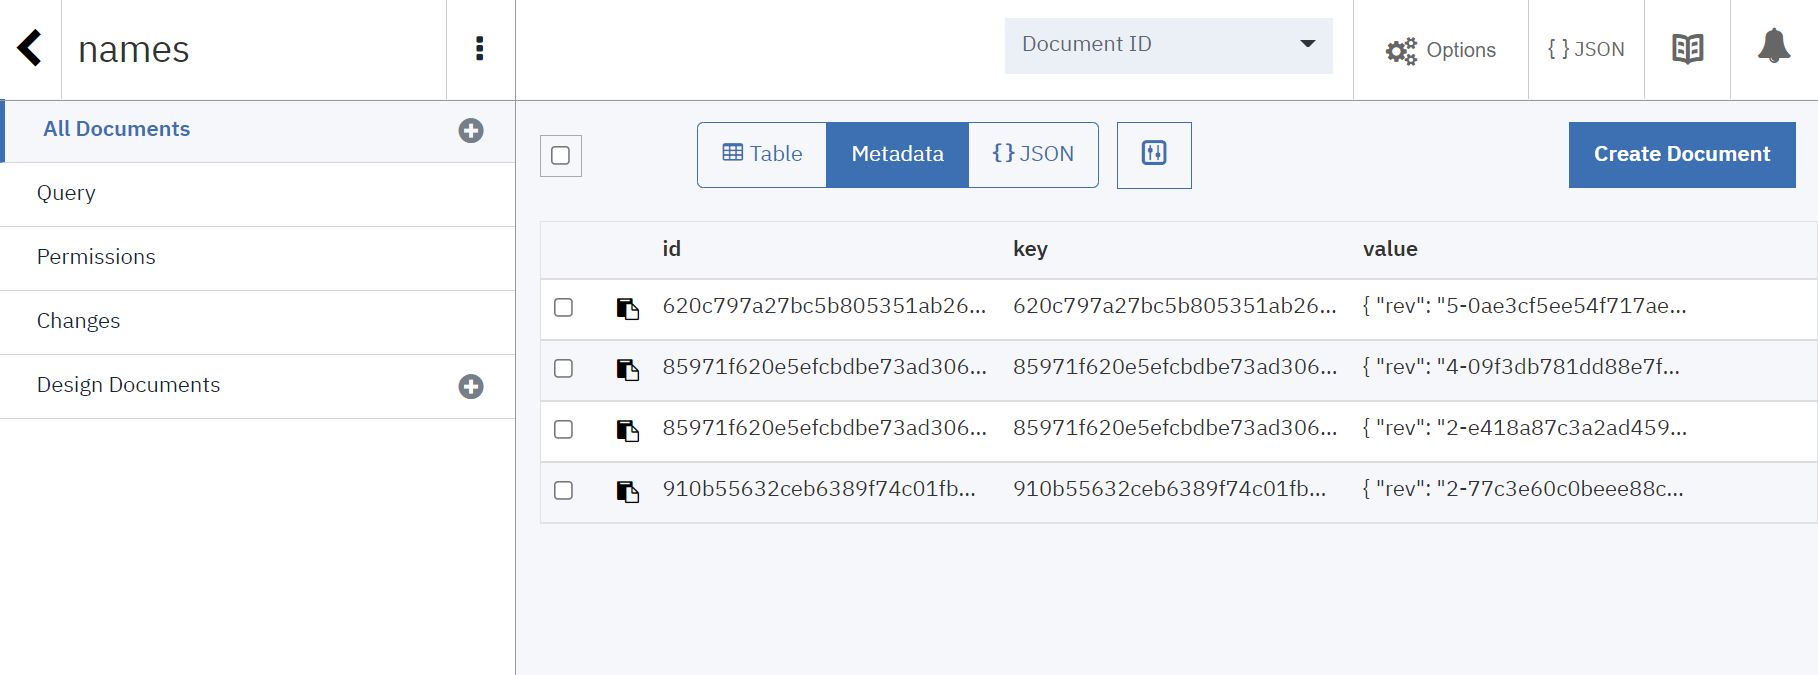 names
Document ID
Options
{ } JSON
All Documents
Query
Permissions
Changes
Design Documents
Table
Metadata
{} JSON
Create Document
id key value
620c797a27bc5b805351ab26... 620c797a27bc5b805351ab26... { "rev": "5-0ae3cf5ee54f717ae...
85971f620e5efcbdbe73ad306... 85971f620e5efcbdbe73ad306... { "rev": "4-09f3db781dd88e7f...
85971f620e5efcbdbe73ad306... 85971f620e5efcbdbe73ad306... { "rev": "2-e418a87c3a2ad459...
910b55632ceb6389f74c01fb... 910b55632ceb6389f74c01fb... { "rev": "2-77c3e60c0beee88c...